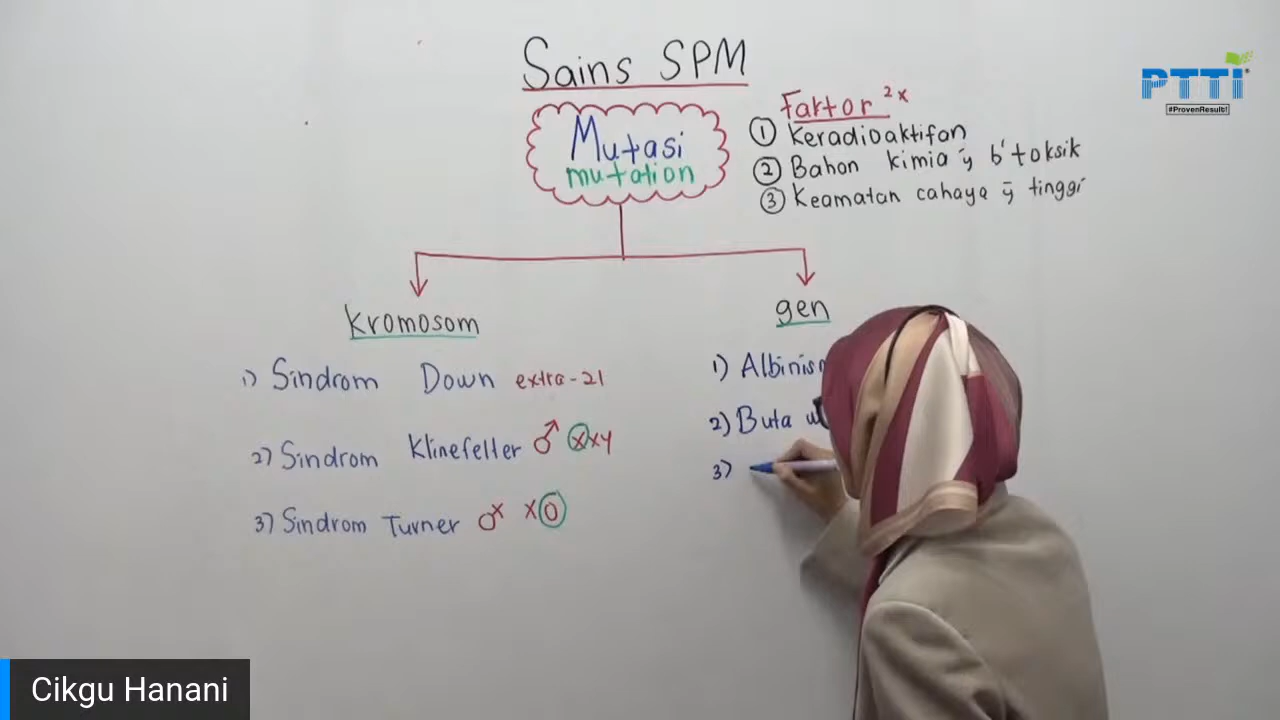 Sains SPM
Mutasi
mutation
Faktor 2x
① Keradioaktifan
② Bahan kimia ȳ b'toksik
③ Keamatan cahaya ȳ tinggi
Kromosom
1) Sindrom Down extra-21
2) Sindrom Klinefelter ♂ XXY
3) Sindrom Turner X O
gen
1) Albinis
2) Buta
3)
PTTI
#ProvenResult!
Cikgu Hanani